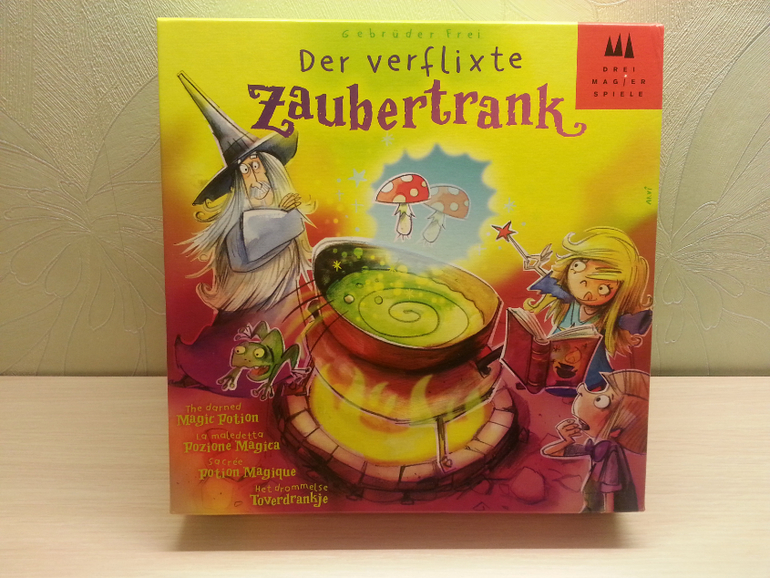 Gebrüder Frei
Der verflixte
Zaubertrank
DREI
MAGIER
SPIELE
The darned
Magic Potion
La maledetta
Pozione Magica
Sacrée
Potion Magique
Het drommelse
Toverdrankje